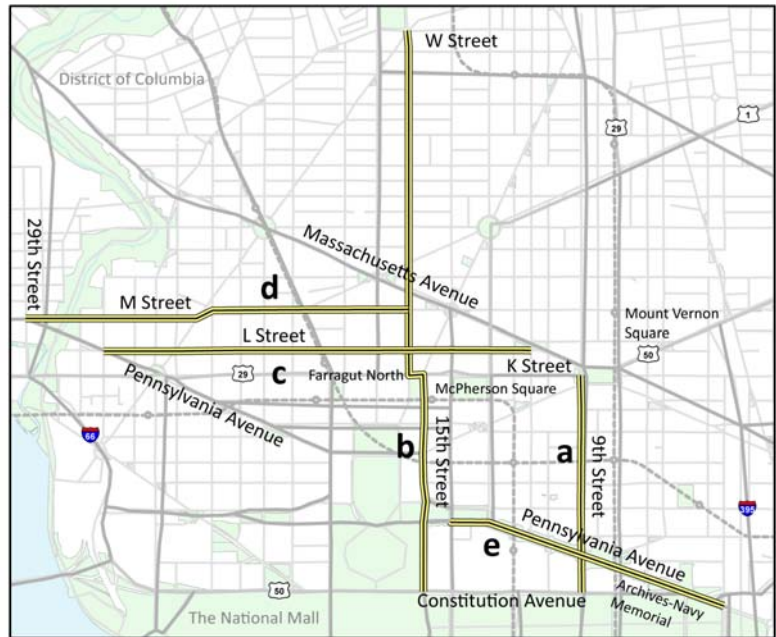 W Street
District of Columbia
1
29
29th Street
Massachusetts Avenue
d
M Street
Mount Vernon
Square
L Street
50
K Street
29
c
Farragut North
McPherson Square
Pennsylvania Avenue
66
b
15th Street
a
9th Street
395
Pennsylvania Avenue
e
50
Constitution Avenue
Archives-Navy
Memorial
The National Mall